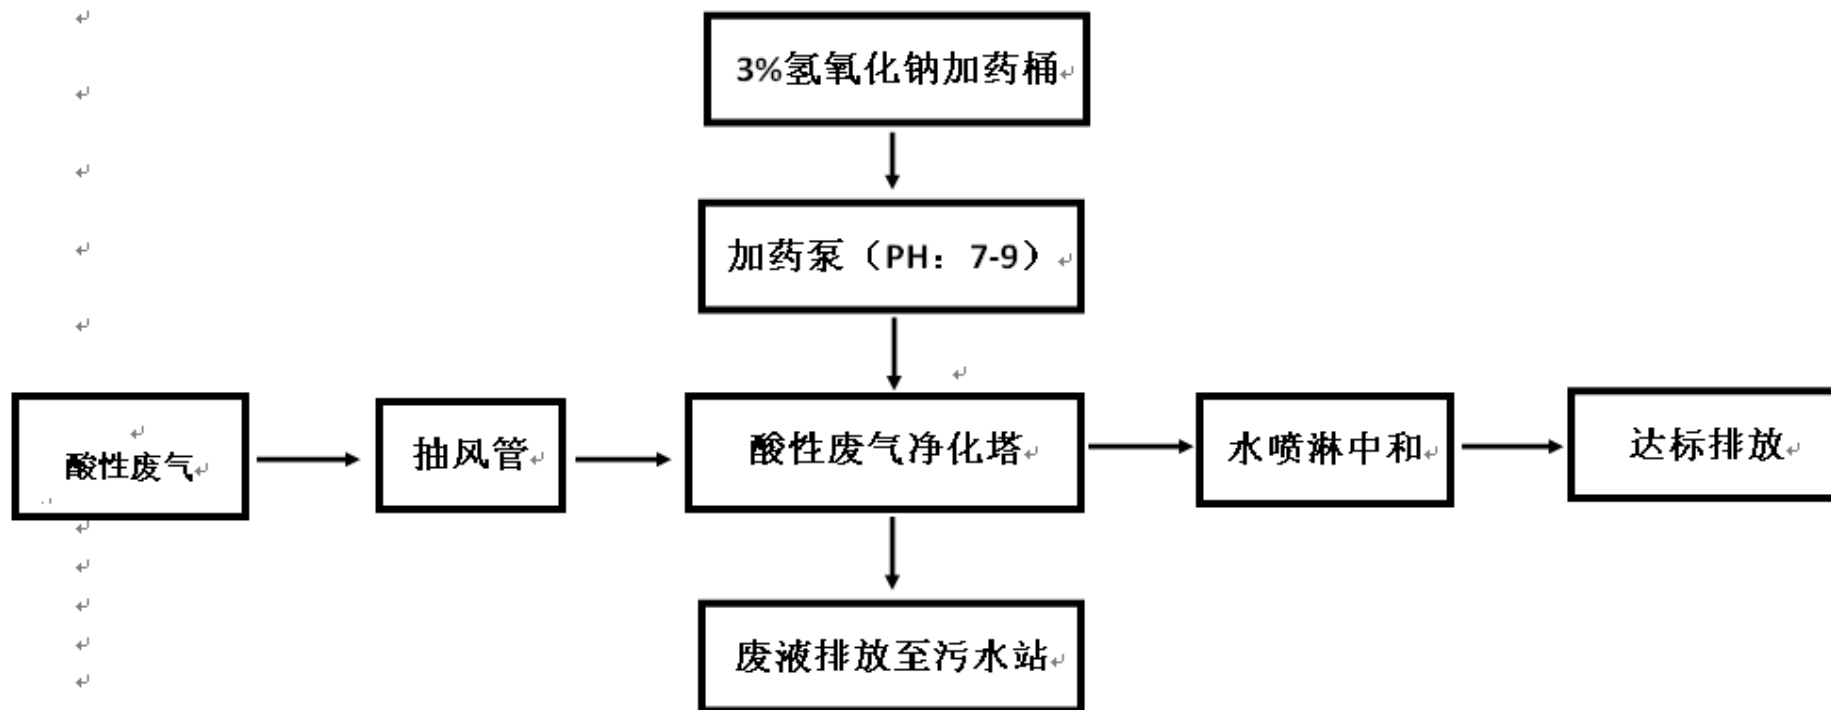 3%氢氧化钠加药桶
加药泵（PH：7-9）
酸性废气
抽风管
酸性废气净化塔
水喷淋中和
达标排放
废液排放至污水站